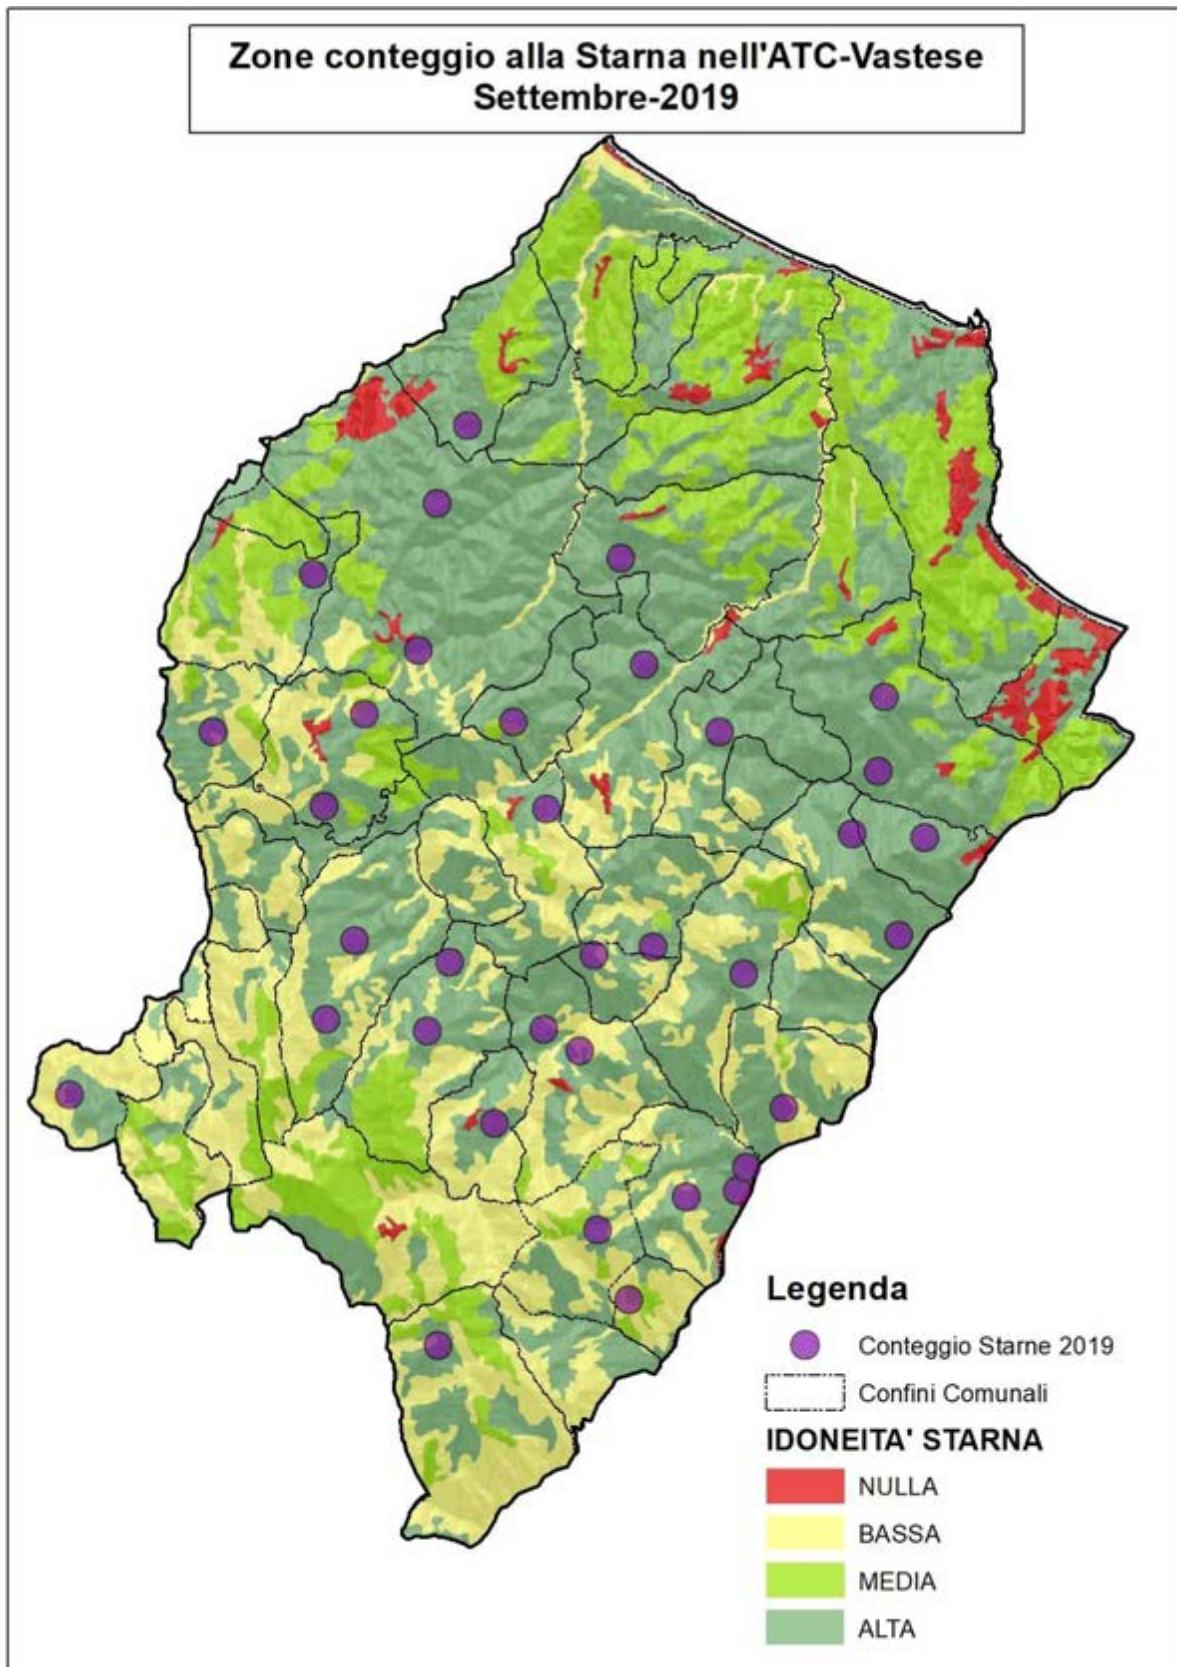 Zone conteggio alla Starna nell'ATC-Vastese
Settembre-2019
Legenda
Conteggio Starne 2019
Confini Comunali
IDONEITA' STARNA
NULLA
BASSA
MEDIA
ALTA